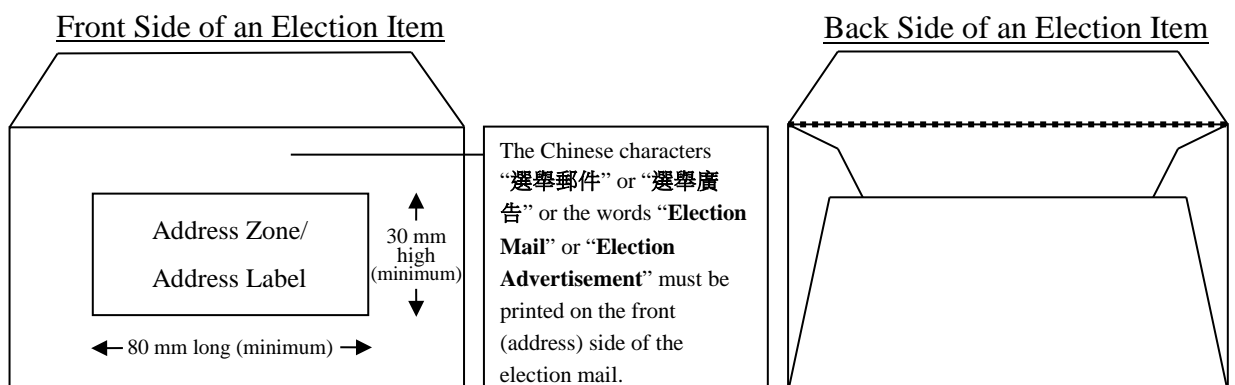 Front Side of an Election Item
Back Side of an Election Item
The Chinese characters
“選舉郵件” or “選舉廣
告” or the words “Election
Mail” or “Election
Advertisement” must be
printed on the front
(address) side of the
election mail.
Address Zone/
Address Label
30 mm
high
(minimum)
80 mm long (minimum)